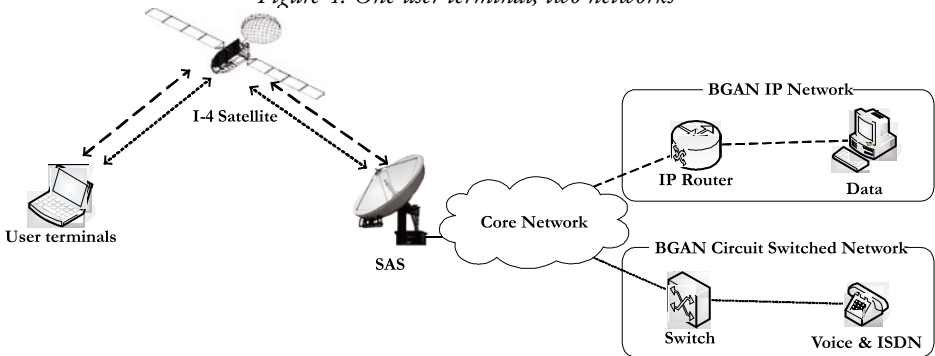 Figure 4: One user terminal, two networks
I-4 Satellite
User terminals
SAS
Core Network
BGAN IP Network
IP Router
Data
BGAN Circuit Switched Network
Switch
Voice & ISDN